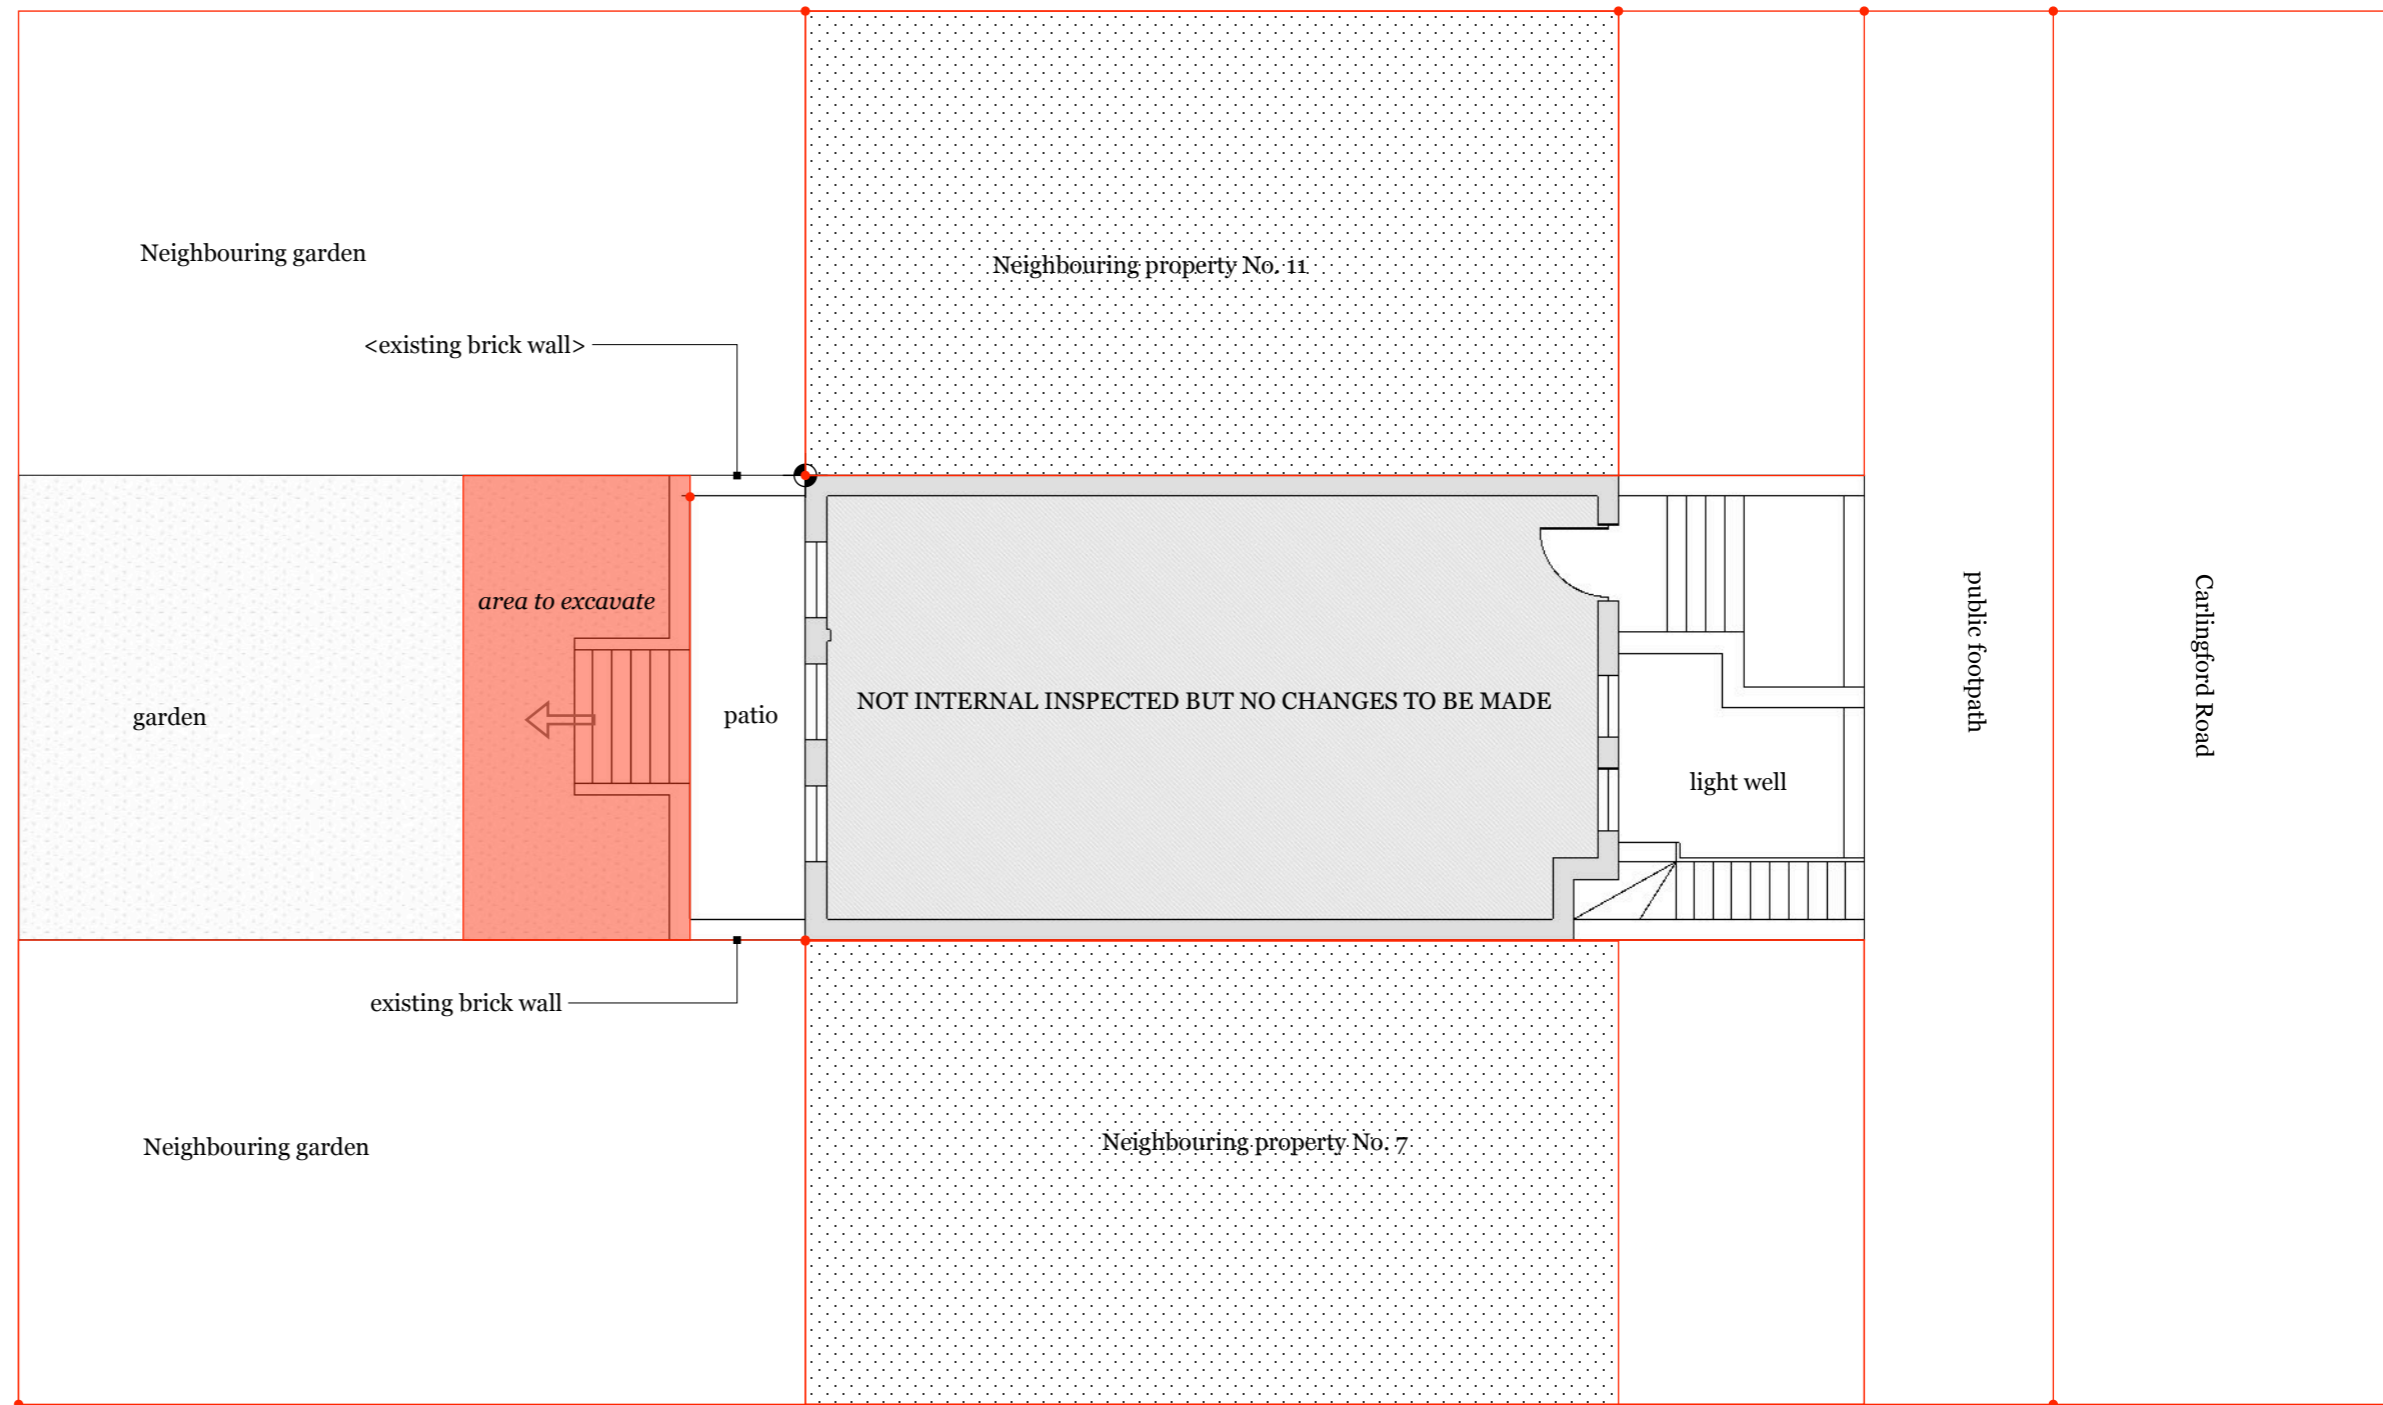 Neighbouring garden
Neighbouring property No. 11
<existing brick wall>
area to excavate
public footpath
Carlingford Road
NOT INTERNAL INSPECTED BUT NO CHANGES TO BE MADE
garden
patio
light well
existing brick wall
Neighbouring garden
Neighbouring property No. 7